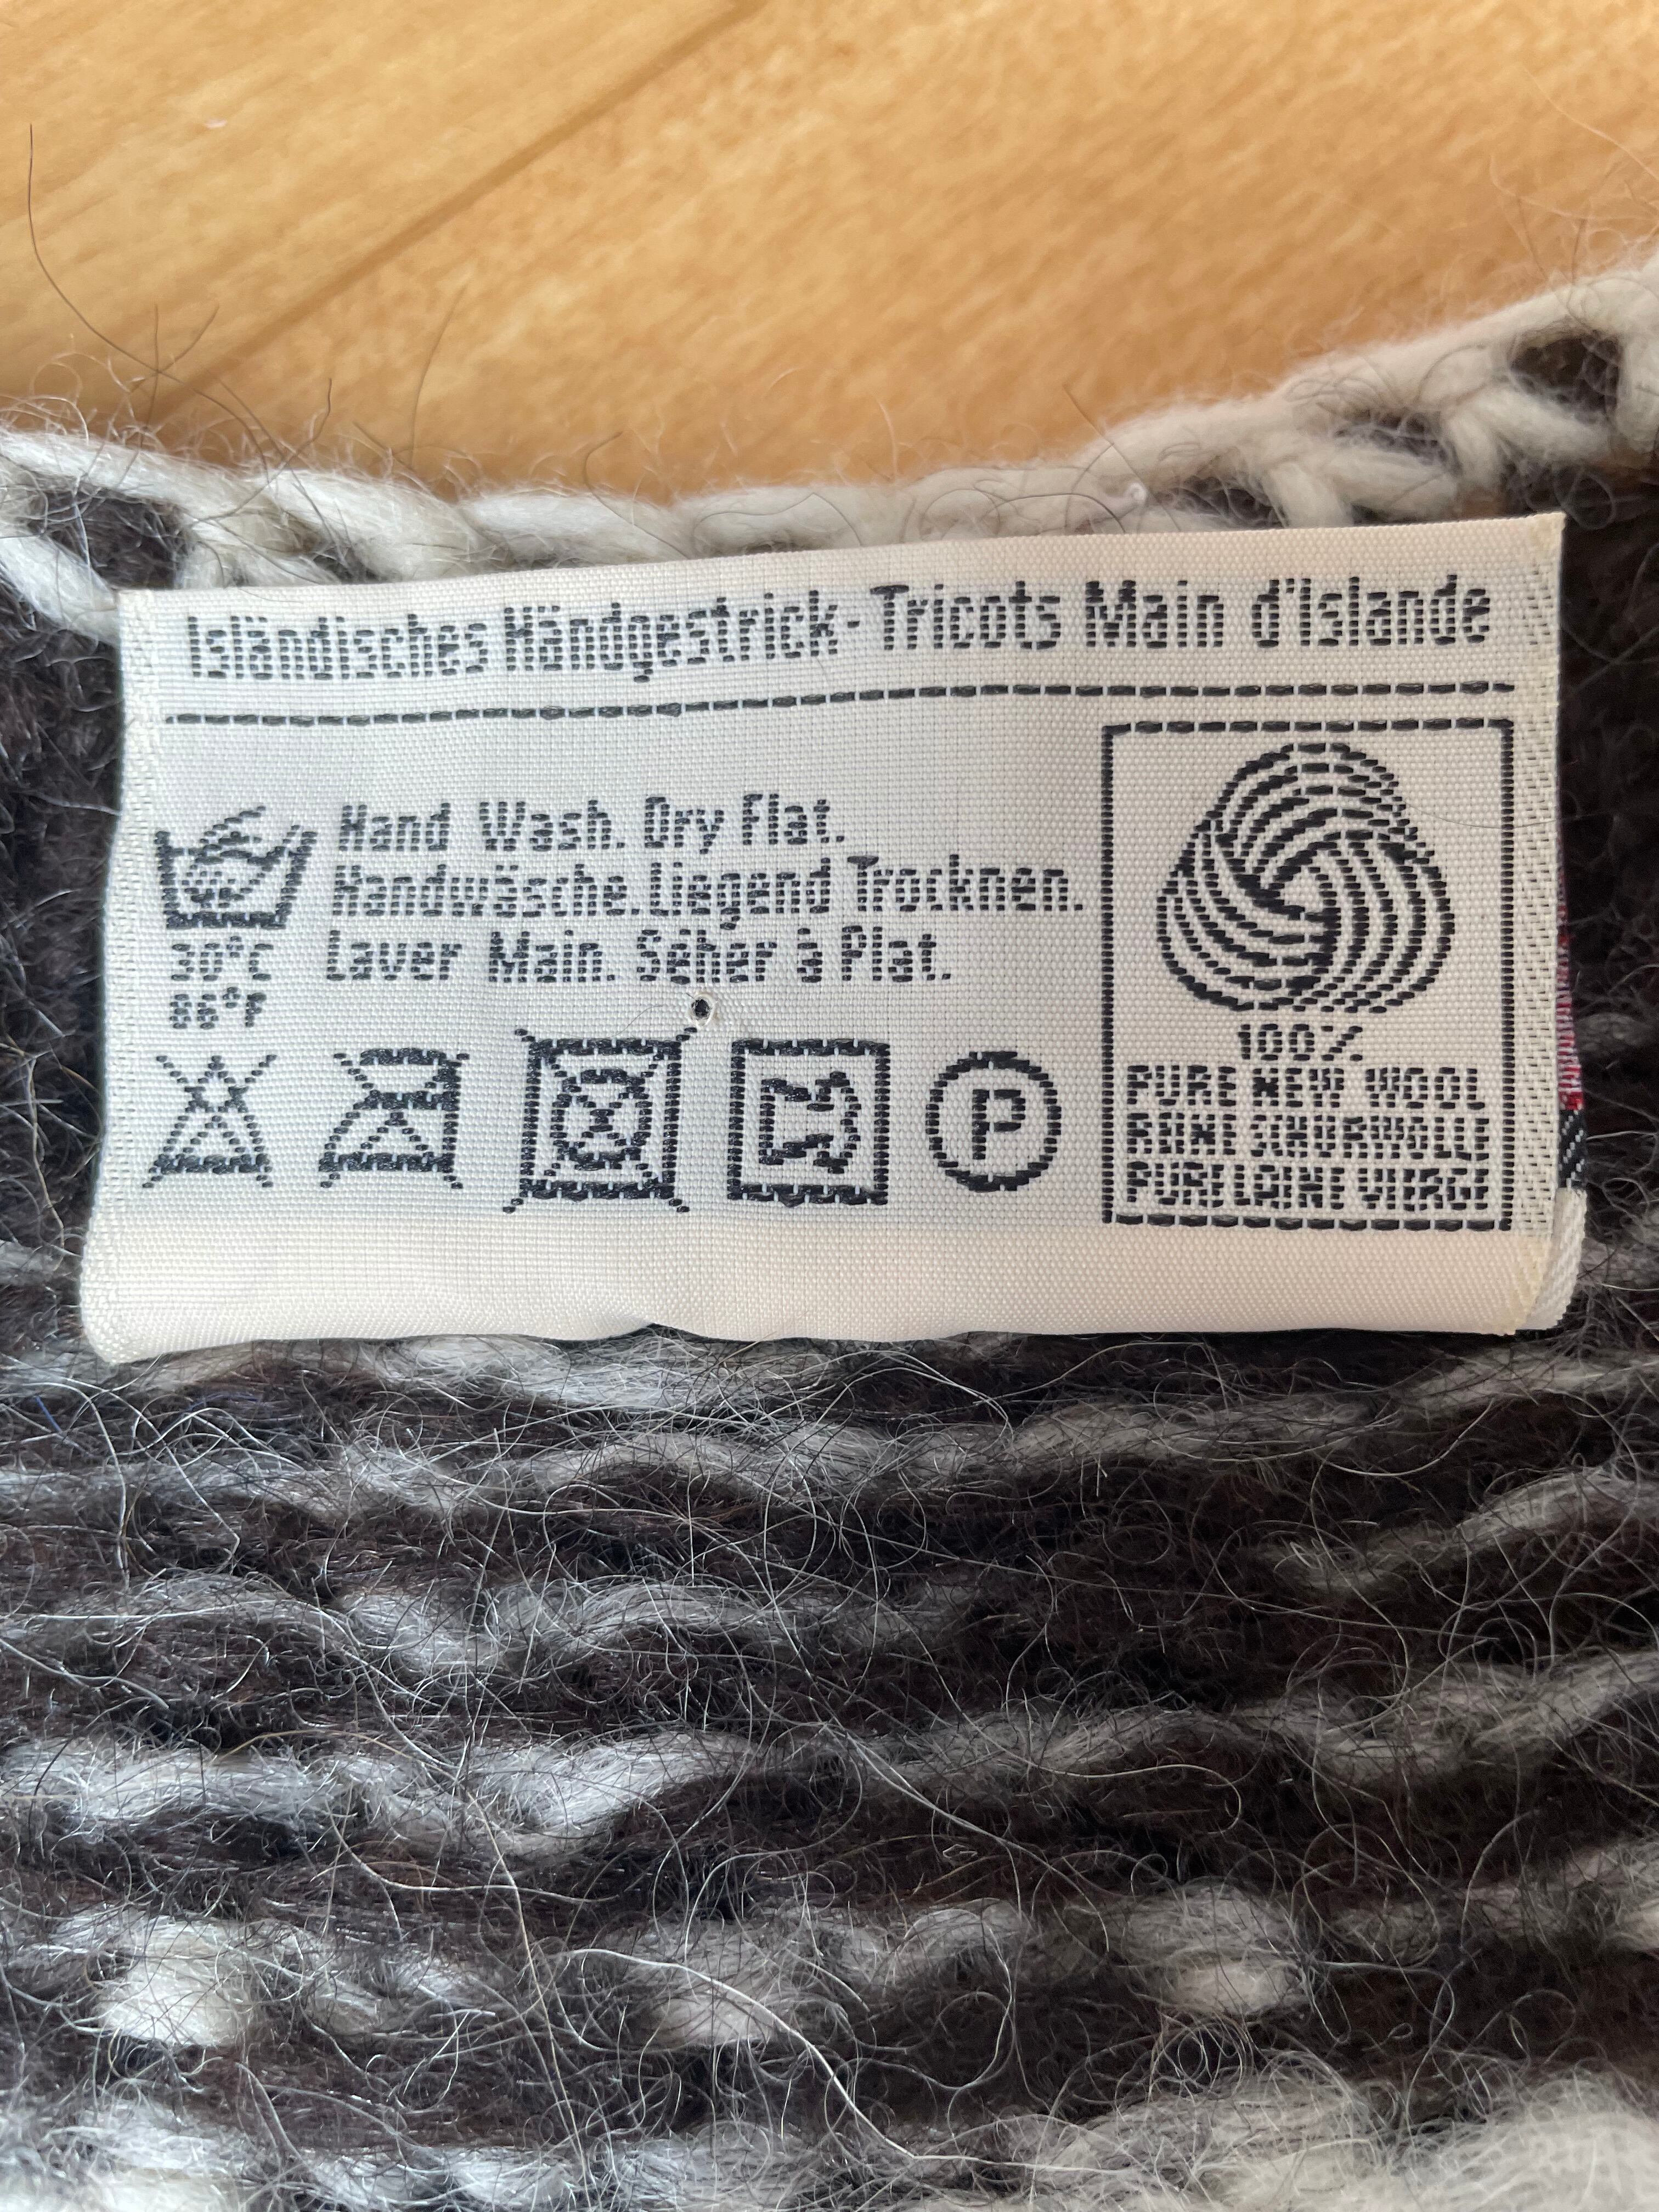 Isländisches Händgestrick - Tricots Main d'Islande
Hand Wash. Dry Flat.
Handwäsche. Liegend Trocknen.
Laver Main. Séher à Plat.
30°C
86°F
P
100%
PURE NEW WOOL
REINE SCHURWOLLE
PURE LAINE VIERGE